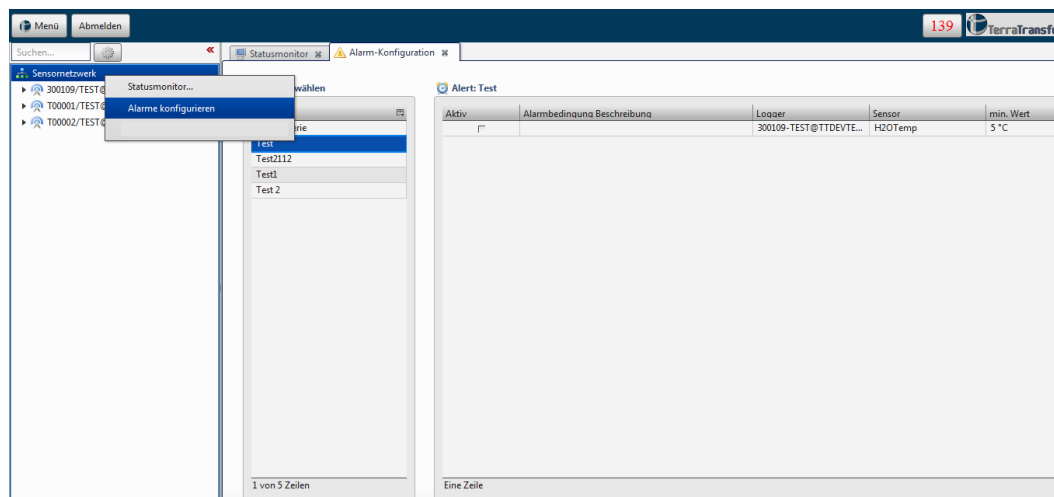 Menü Abmelden 139 TerraTransf
Suchen... Statusmonitor Alarm-Konfiguration
Sensornetzwerk
300109/TEST@ Statusmonitor... wählen Alert: Test
T00001/TEST@ Alarme konfigurieren Aktiv Alarmbedingung Beschreibung Logger Sensor min. Wert
T00002/TEST@ erie 300109-TEST@TTDEVTE... H2OTemp 5 °C
Test
Test2112
Test1
Test 2
1 von 5 Zeilen Eine Zeile